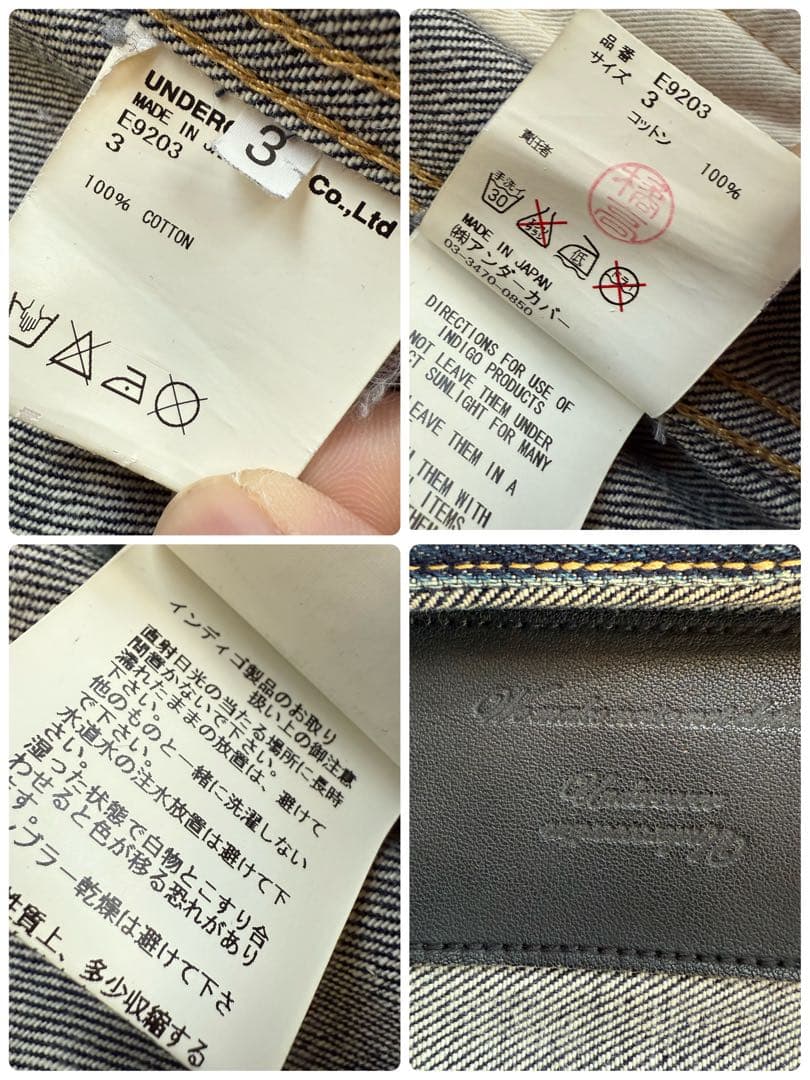 UNDERC
MADE IN J
E9203
3
3
Co.,Ltd
100% COTTON
品番 E9203
サイズ 3
コットン 100%
責任者
手洗イ
30
低
MADE IN JAPAN
(株)アンダーカバー
03-3470-0850
DIRECTIONS FOR USE OF
INDIGO PRODUCTS
NOT LEAVE THEM UNDER
CT SUNLIGHT FOR MANY
LEAVE THEM IN A
THEM WITH
ITEMS
インディゴ製品のお取り
扱い上の御注意
直射日光の当たる場所に長時
間置かないで下さい。
濡れたままの放置は、避けて
下さい。
他のものと一緒に洗濯しない
で下さい。
水道水の注水放置は避けて下
さい。
湿った状態で白物とこすり合
わせると色が移る恐れがあり
ます。
ンブラー乾燥は避けて下さ
性質上、多少収縮する